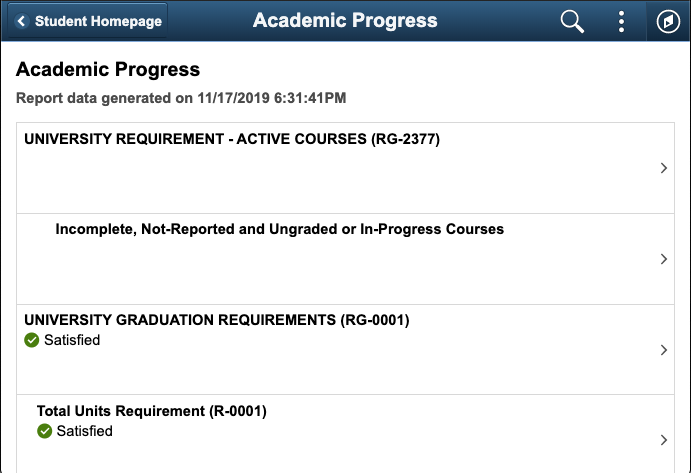 Student Homepage
Academic Progress
Academic Progress
Report data generated on 11/17/2019 6:31:41PM
UNIVERSITY REQUIREMENT - ACTIVE COURSES (RG-2377)
Incomplete, Not-Reported and Ungraded or In-Progress Courses
UNIVERSITY GRADUATION REQUIREMENTS (RG-0001)
Satisfied
Total Units Requirement (R-0001)
Satisfied